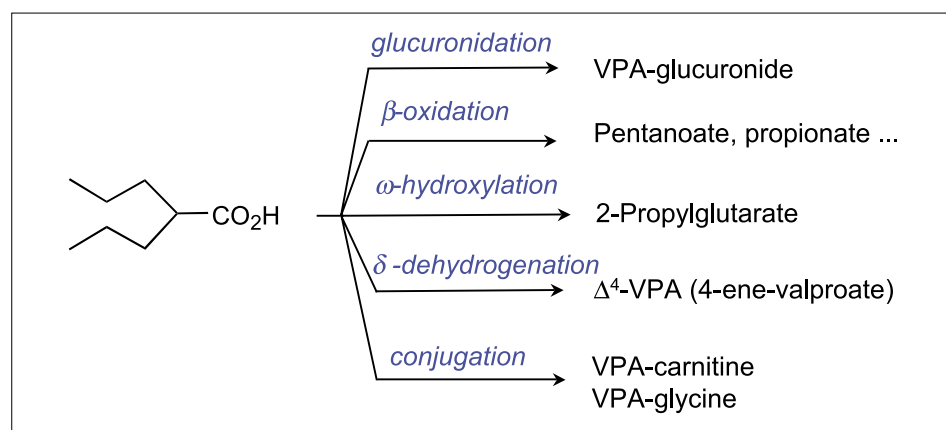 glucuronidation
VPA-glucuronide
β-oxidation
Pentanoate, propionate ...
ω-hydroxylation
CO₂H
2-Propylglutarate
δ -dehydrogenation
Δ⁴-VPA (4-ene-valproate)
conjugation
VPA-carnitine
VPA-glycine